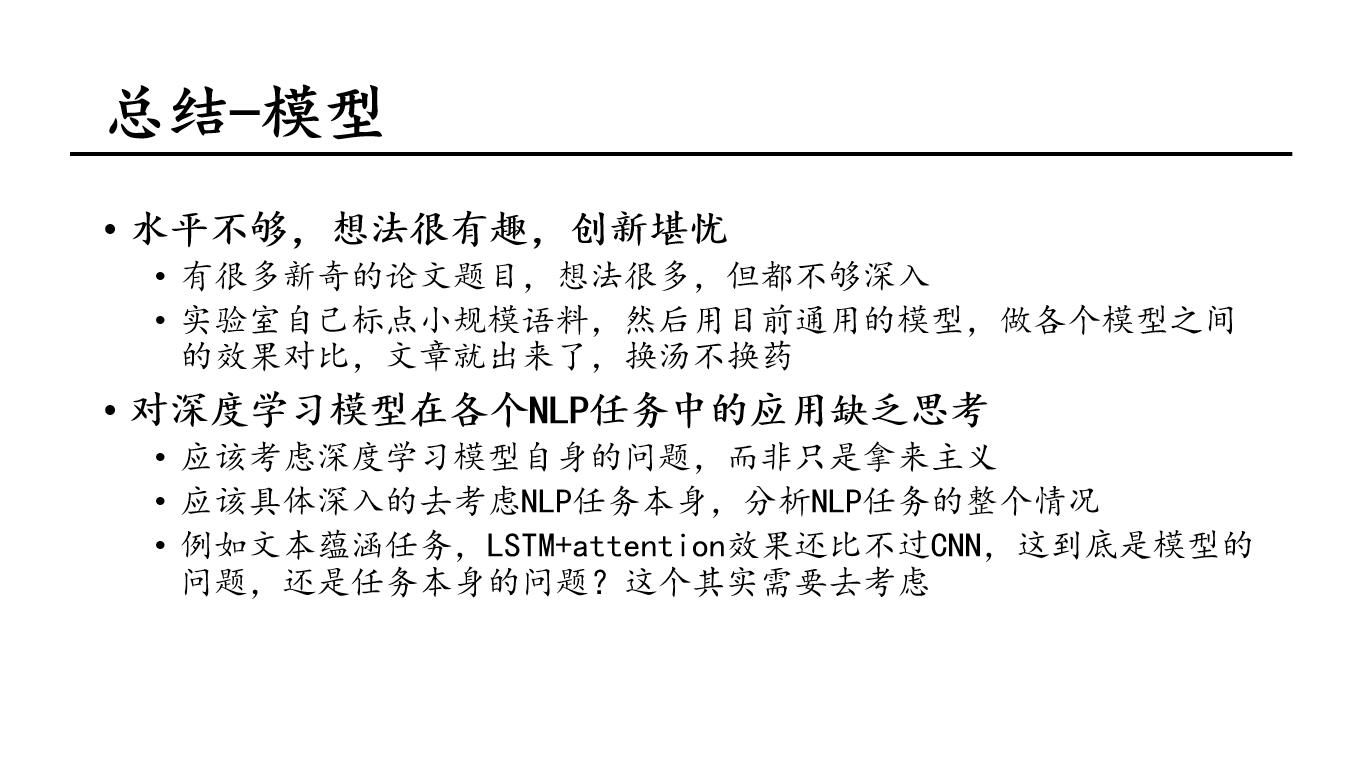 总结-模型
• 水平不够，想法很有趣，创新堪忧
• 有很多新奇的论文题目，想法很多，但都不够深入
• 实验室自己标点小规模语料，然后用目前通用的模型，做各个模型之间
的效果对比，文章就出来了，换汤不换药
• 对深度学习模型在各个NLP任务中的应用缺乏思考
• 应该考虑深度学习模型自身的问题，而非只是拿来主义
• 应该具体深入的去考虑NLP任务本身，分析NLP任务的整个情况
• 例如文本蕴涵任务，LSTM+attention效果还比不过CNN，这到底是模型的
问题，还是任务本身的问题？这个其实需要去考虑